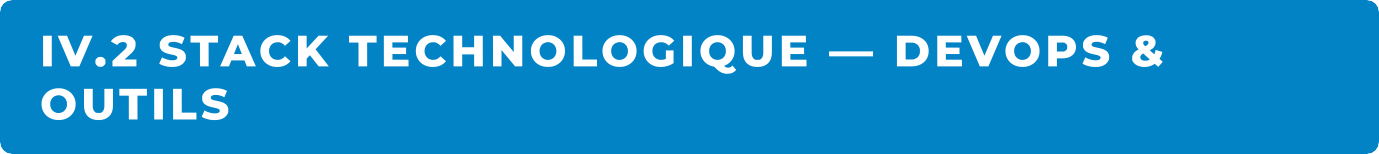 IV.2 STACK TECHNOLOGIQUE — DEVOPS &
OUTILS